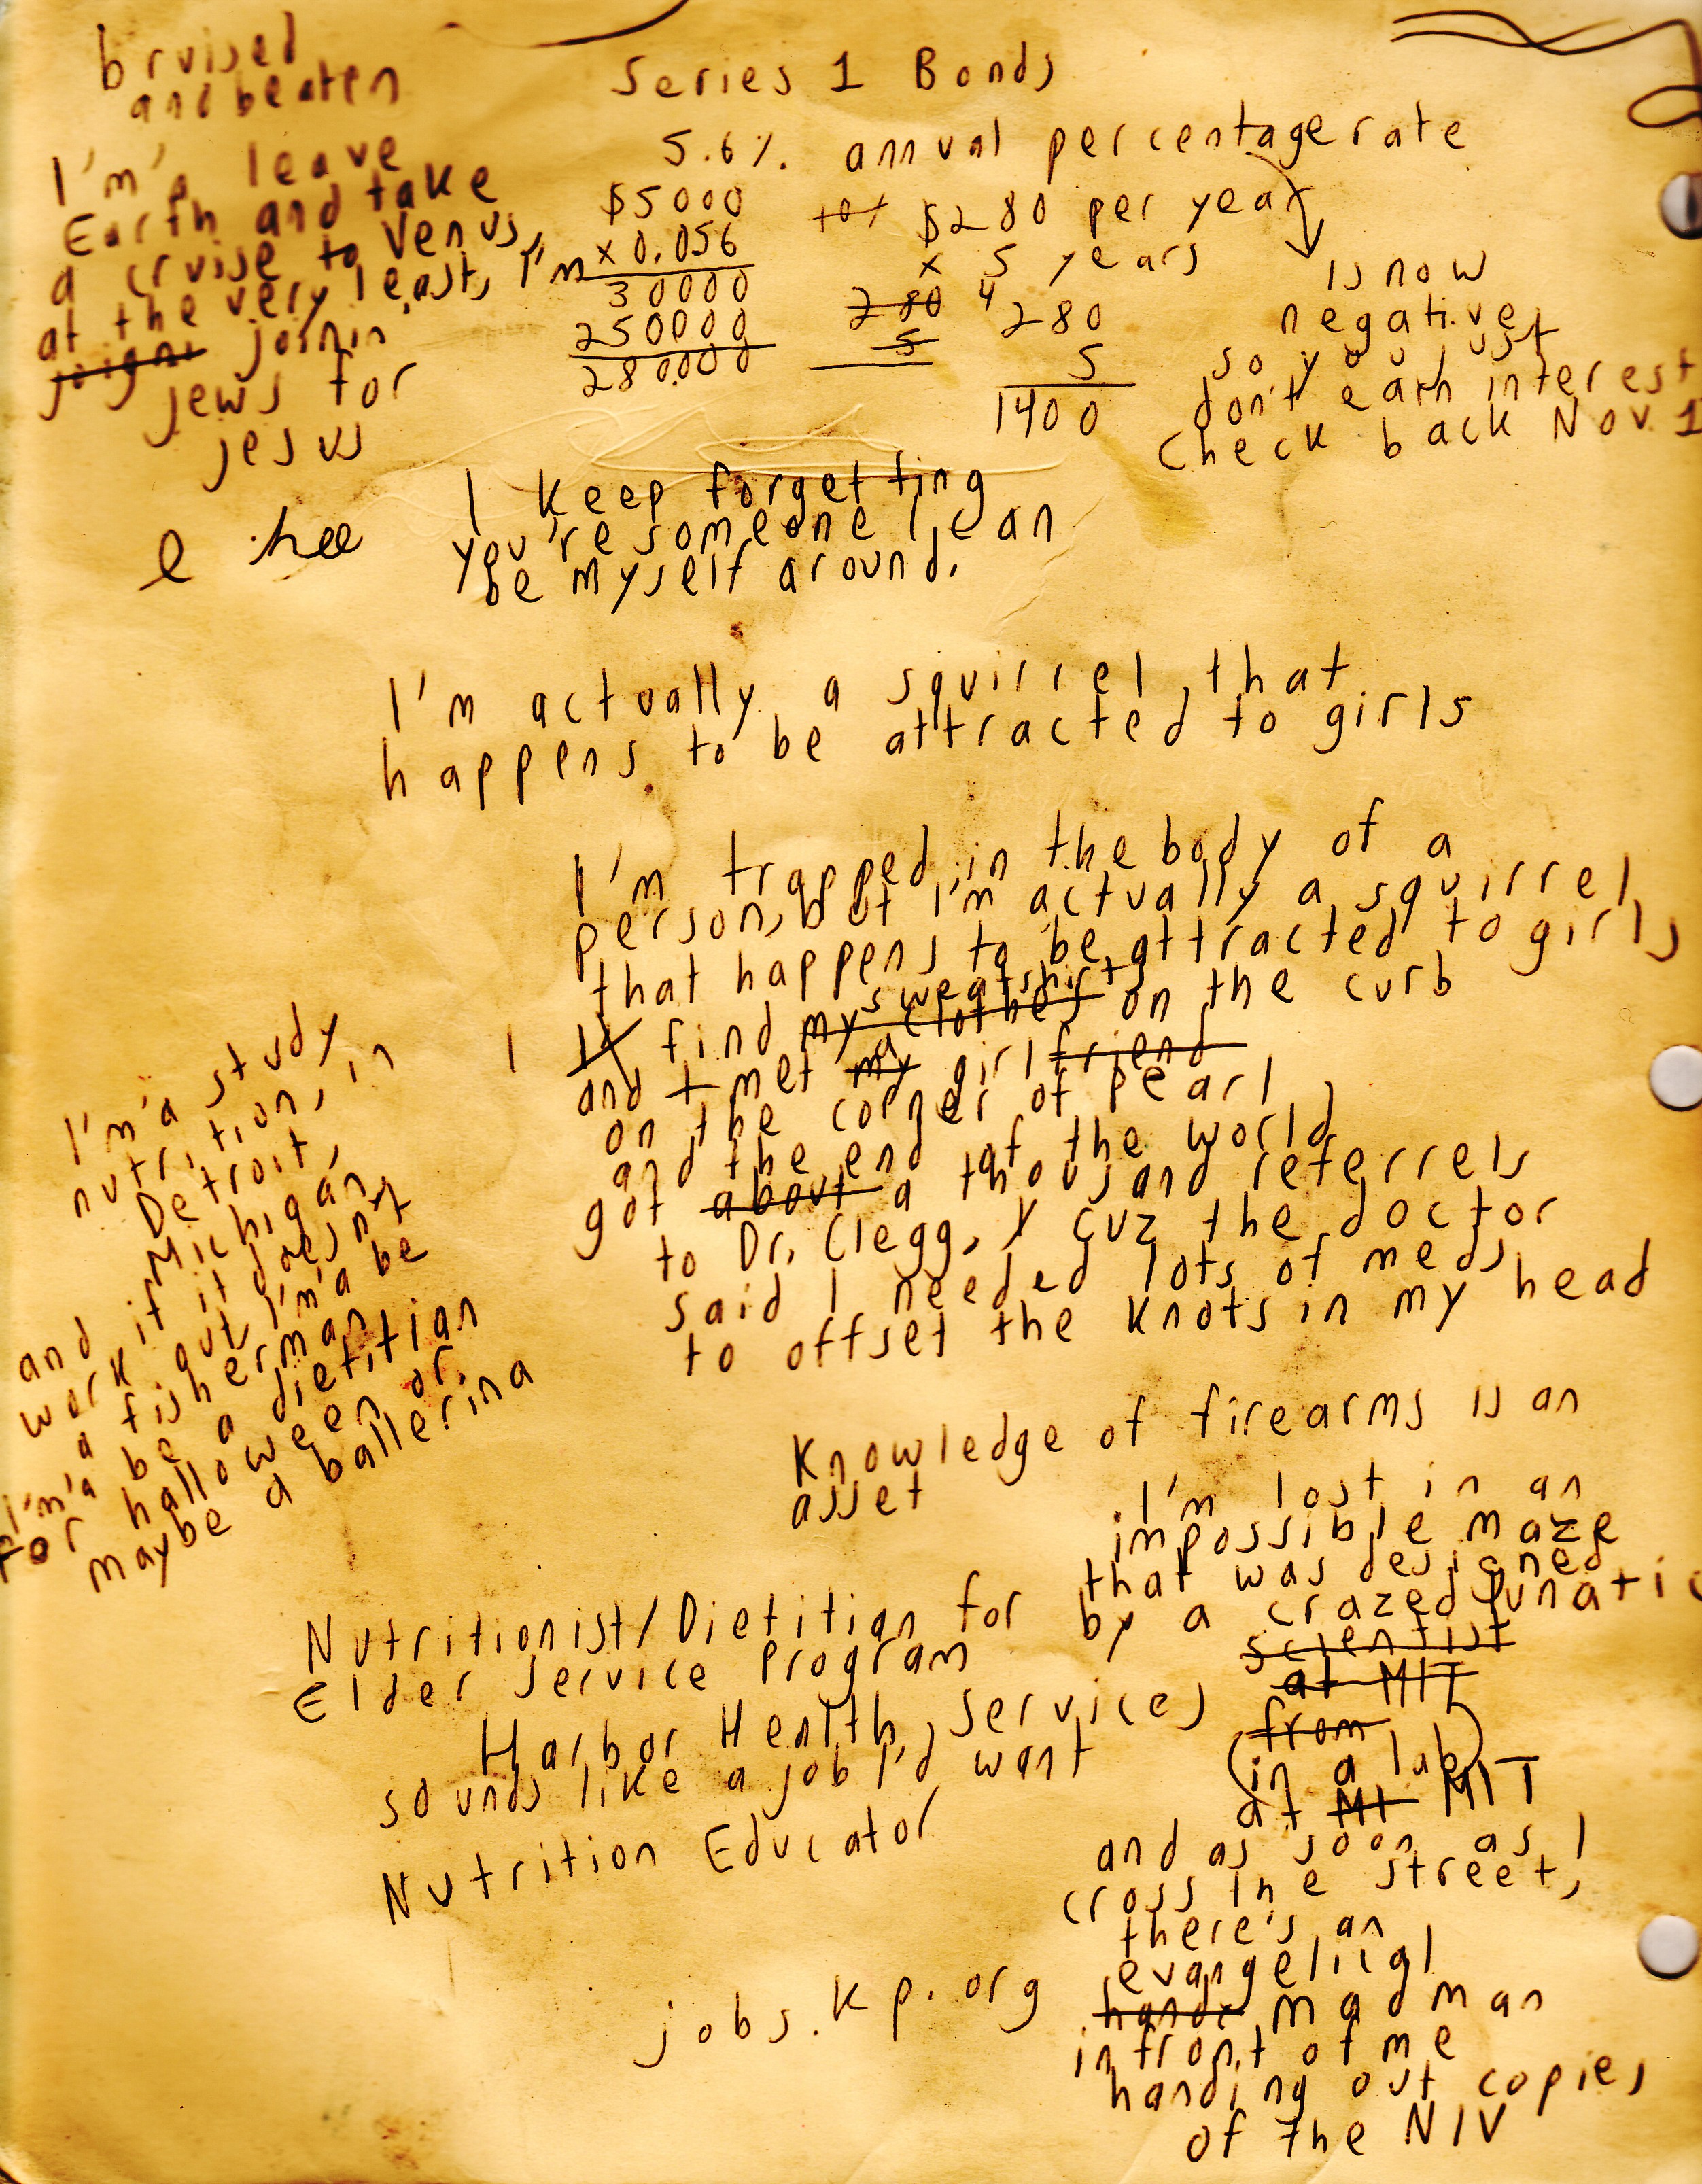 bruised
and beaten
I'm'a leave
Earth and take
a cruise to Venus,
at the very least, I'm
joinin'
jews for
jesus
Series 1 Bonds
5.6%. annual percentage rate
$5000
x 0.056
30000
250000
280.000
tot $280 per year
x 5 years
280
5
4
280
5
1400
is now
negative,
so you just
don't earn interest
Check back Nov. 1
I keep forgetting
you're someone I can
be myself around.
I'm actually a squirrel that
happens to be attracted to girls
I'm trapped in the body of a
person, but I'm actually a squirrel
that happens to be attracted to girls
sweatshirts
I find my clothes on the curb
and I met my a girlfriend
on the corner of Pearl
and the end of the world,
got about a thousand referrels
to Dr. Clegg, cuz the doctor
said I needed lots of meds
to offset the knots in my head
I'm'a study
nutrition, in
Detroit,
Michigan,
and if it doesn't
work out, I'm'a be
a fisherman
I'm'a be a dietitian
for halloween or
maybe a ballerina
Knowledge of firearms is an
asset
I'm lost in an
impossible maze
that was designed
by a crazed lunatic
scientist
at MIT
from
(in a lab)
at MI MIT
and as soon as I
cross the street,
there's an
evangelical
madman
in front of me
handing out copies
of the NIV
Nutritionist/Dietitian for
Elder Service Program
Harbor Health Services
sounds like a job I'd want
Nutrition Educator
jobs.kp.org